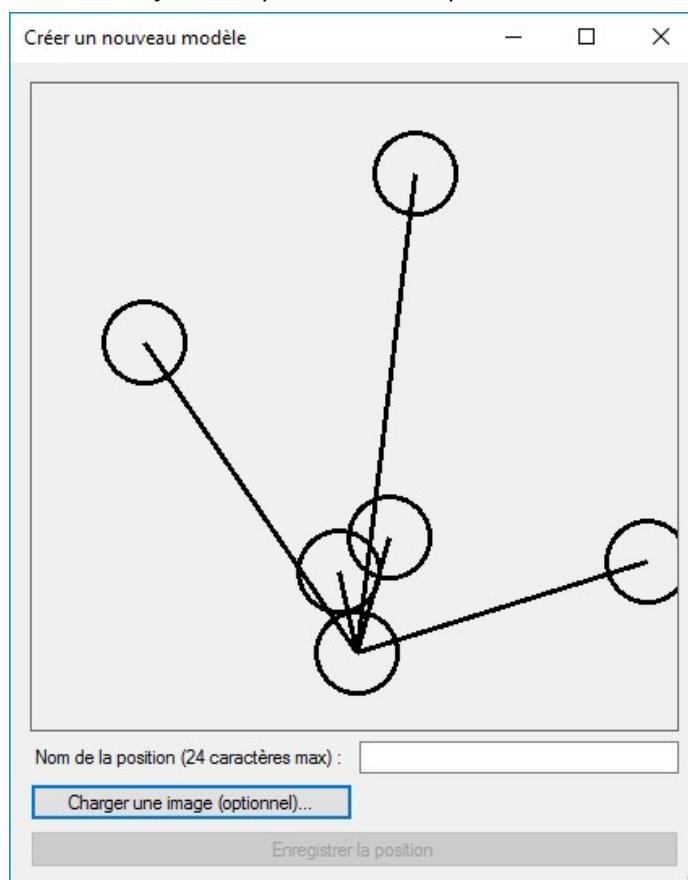 Créer un nouveau modèle
Nom de la position (24 caractères max) :
Charger une image (optionnel)...
Enregistrer la position